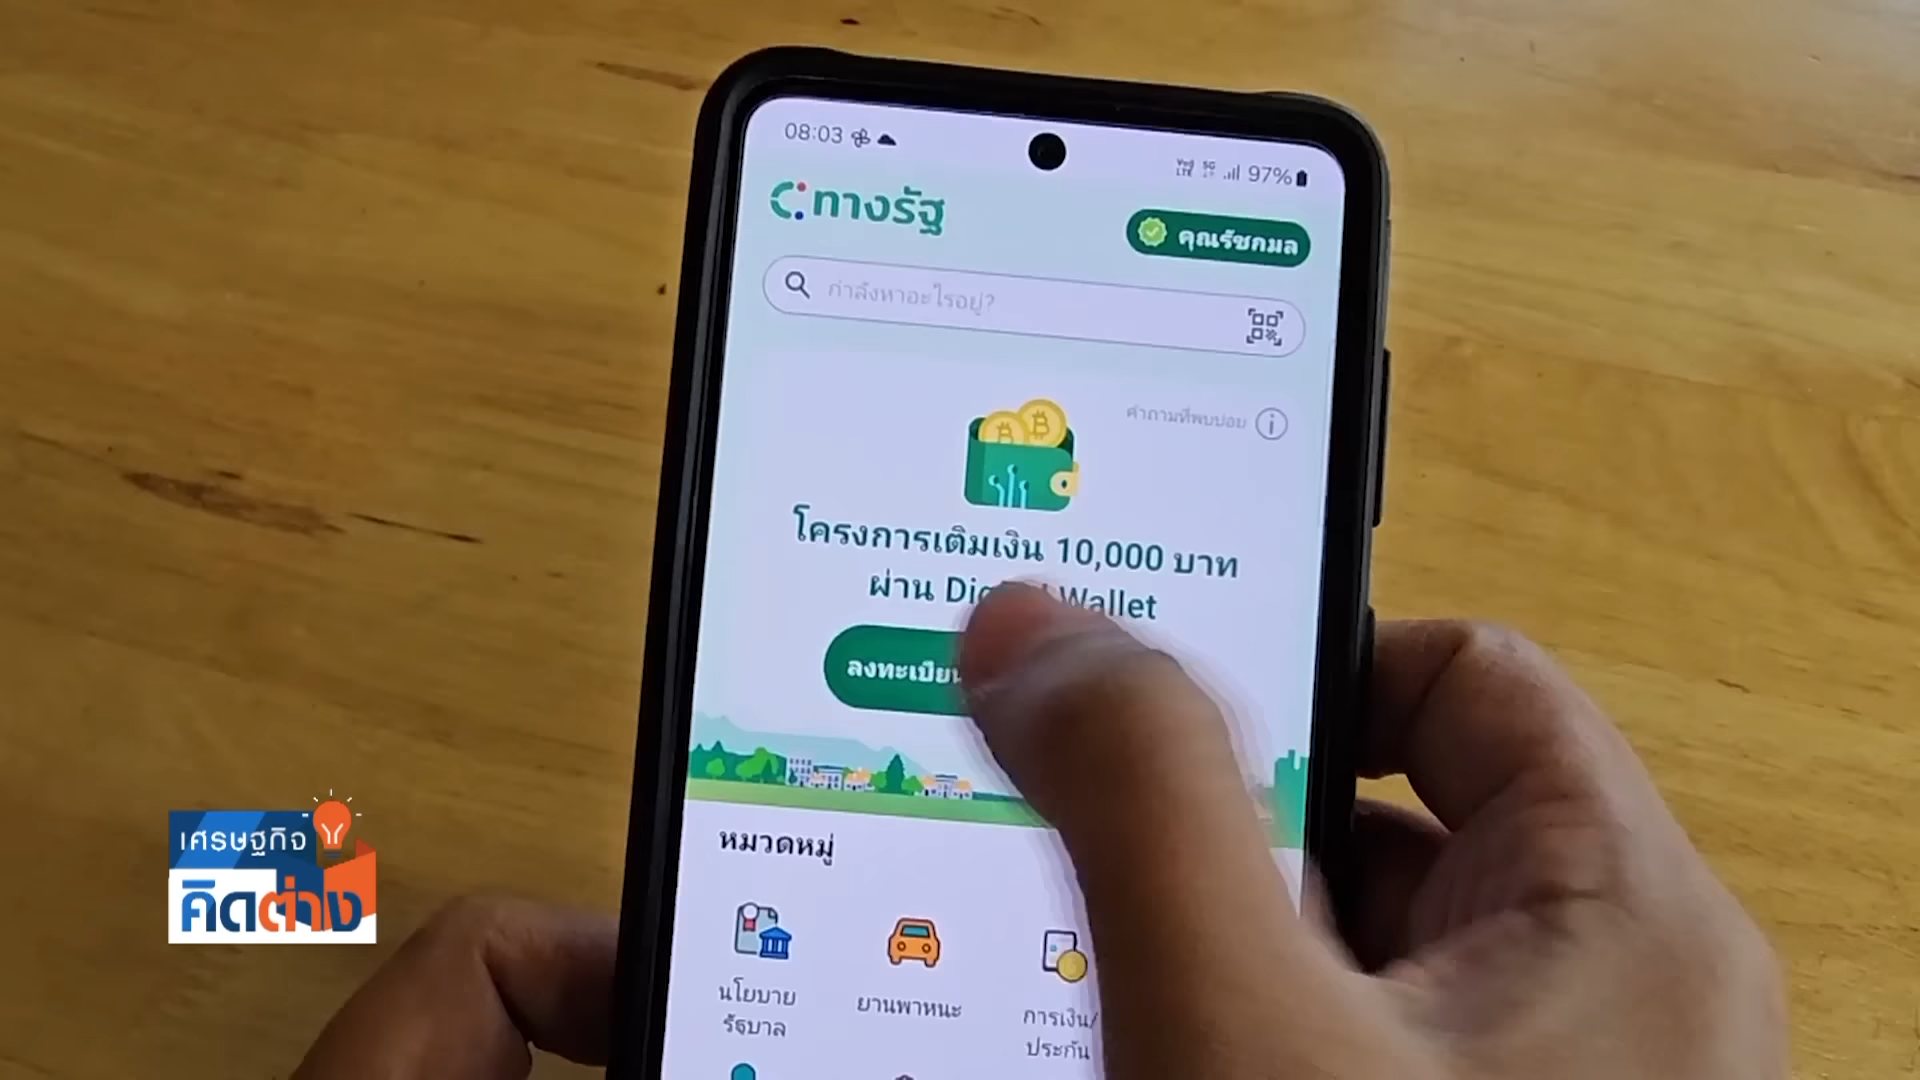 08:03
97%
ทางรัฐ
คุณรัชกมล
กำลังหาอะไรอยู่?
คำถามที่พบบ่อย
โครงการเติมเงิน 10,000 บาท
ผ่าน Wallet
ลงทะเบียน
หมวดหมู่
นโยบาย
รัฐบาล
ยานพาหนะ
การเงิน/
ประกัน
เศรษฐกิจ
คิดต่าง